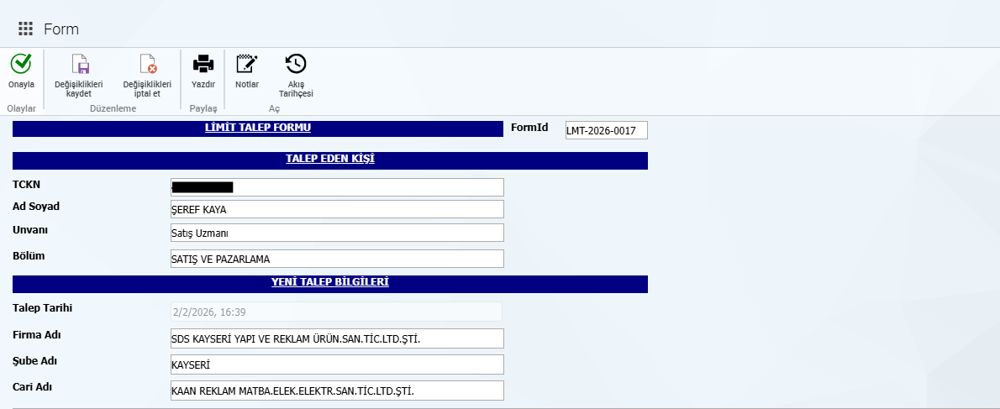 Form
Onayla
Değişiklikleri kaydet
Değişiklikleri iptal et
Yazdır
Notlar
Akış Tarihçesi
Olaylar
Düzenleme
Paylaş
Aç
LİMİT TALEP FORMU
FormId
LMT-2026-0017
TALEP EDEN KİŞİ
TCKN
Ad Soyad
ŞEREF KAYA
Unvanı
Satış Uzmanı
Bölüm
SATIŞ VE PAZARLAMA
YENİ TALEP BİLGİLERİ
Talep Tarihi
2/2/2026, 16:39
Firma Adı
SDS KAYSERİ YAPI VE REKLAM ÜRÜN.SAN.TİC.LTD.ŞTİ.
Şube Adı
KAYSERİ
Cari Adı
KAAN REKLAM MATBA.ELEK.ELEKTR.SAN.TİC.LTD.ŞTİ.